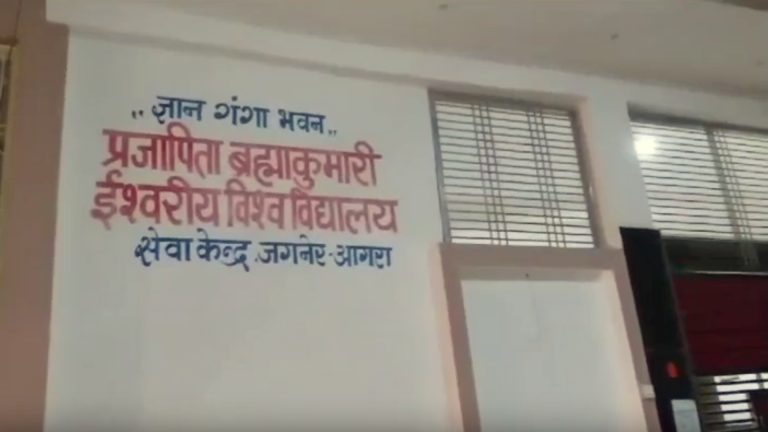 ,, ज्ञान गंगा भवन ,,
प्रजापिता ब्रह्माकुमारी
ईश्वरीय विश्व विद्यालय
सेवा केन्द्र .जगनेर-आगरा